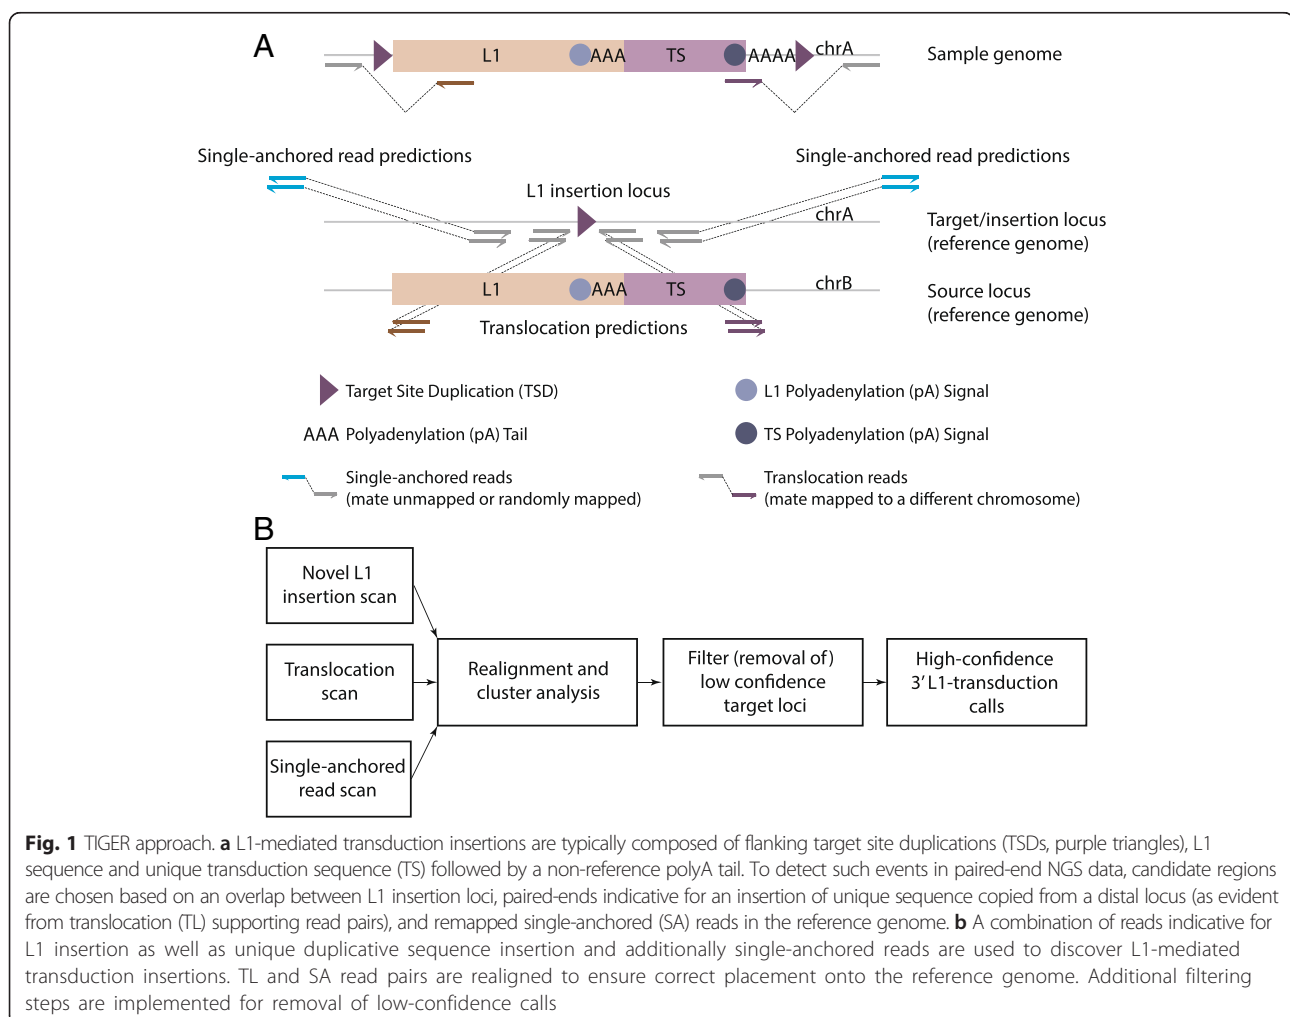 A
L1
AAA
TS
AAAA
chrA
Sample genome
Single-anchored read predictions
Single-anchored read predictions
L1 insertion locus
chrA
Target/insertion locus
(reference genome)
L1
AAA
TS
chrB
Source locus
(reference genome)
Translocation predictions
Target Site Duplication (TSD)
L1 Polyadenylation (pA) Signal
AAA Polyadenylation (pA) Tail
TS Polyadenylation (pA) Signal
Single-anchored reads
(mate unmapped or randomly mapped)
Translocation reads
(mate mapped to a different chromosome)
B
Novel L1
insertion scan
Translocation
scan
Single-anchored
read scan
Realignment and
cluster analysis
Filter (removal of)
low confidence
target loci
High-confidence
3’ L1-transduction
calls
Fig. 1 TIGER approach. a L1-mediated transduction insertions are typically composed of flanking target site duplications (TSDs, purple triangles), L1
sequence and unique transduction sequence (TS) followed by a non-reference polyA tail. To detect such events in paired-end NGS data, candidate regions
are chosen based on an overlap between L1 insertion loci, paired-ends indicative for an insertion of unique sequence copied from a distal locus (as evident
from translocation (TL) supporting read pairs), and remapped single-anchored (SA) reads in the reference genome. b A combination of reads indicative for
L1 insertion as well as unique duplicative sequence insertion and additionally single-anchored reads are used to discover L1-mediated
transduction insertions. TL and SA read pairs are realigned to ensure correct placement onto the reference genome. Additional filtering
steps are implemented for removal of low-confidence calls